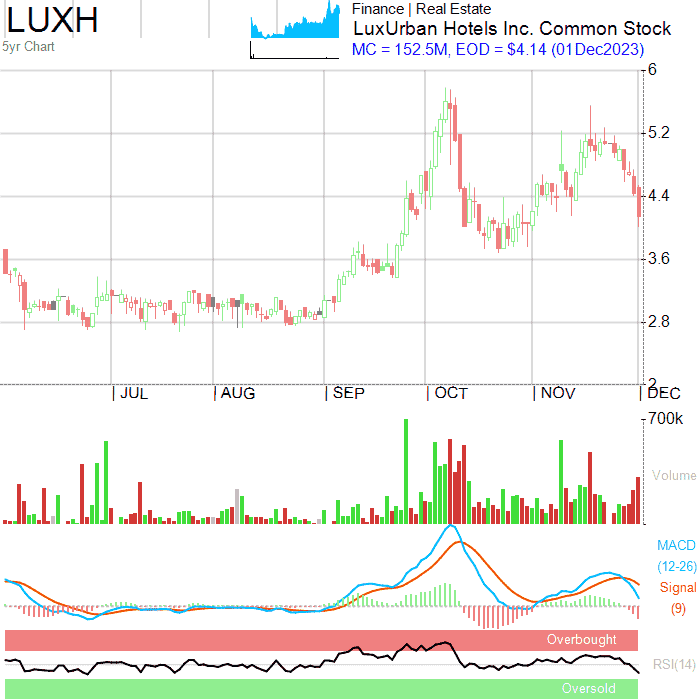 LUXH
5yr Chart
Finance | Real Estate
LuxUrban Hotels Inc. Common Stock
MC = 152.5M, EOD = $4.14 (01Dec2023)
6
5.2
4.4
3.6
2.8
2
JUL
AUG
SEP
OCT
NOV
DEC
700k
Volume
MACD
(12-26)
Signal
(9)
Overbought
RSI(14)
Oversold